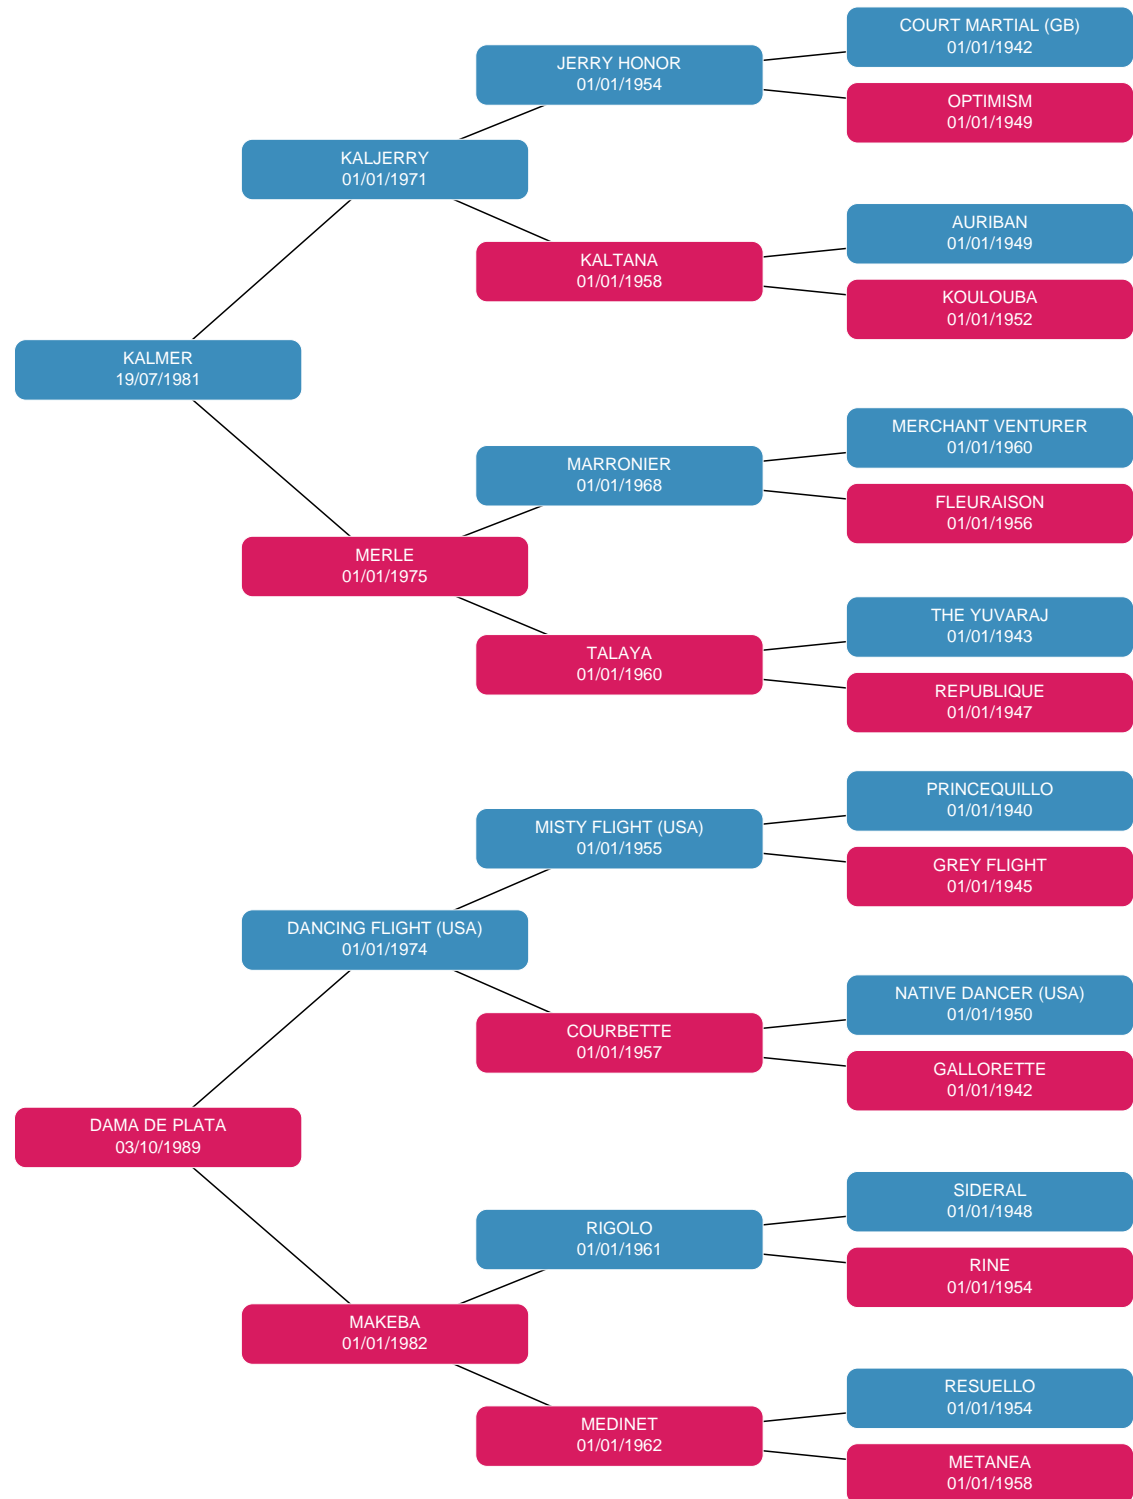 COURT MARTIAL (GB)
01/01/1942
JERRY HONOR
01/01/1954
OPTIMISM
01/01/1949
KALJERRY
01/01/1971
AURIBAN
01/01/1949
KALTANA
01/01/1958
KOULOUBA
01/01/1952
KALMER
19/07/1981
MERCHANT VENTURER
01/01/1960
MARRONIER
01/01/1968
FLEURAISON
01/01/1956
MERLE
01/01/1975
THE YUVARAJ
01/01/1943
TALAYA
01/01/1960
REPUBLIQUE
01/01/1947
PRINCEQUILLO
01/01/1940
MISTY FLIGHT (USA)
01/01/1955
GREY FLIGHT
01/01/1945
DANCING FLIGHT (USA)
01/01/1974
NATIVE DANCER (USA)
01/01/1950
COURBETTE
01/01/1957
GALLORETTE
01/01/1942
DAMA DE PLATA
03/10/1989
SIDERAL
01/01/1948
RIGOLO
01/01/1961
RINE
01/01/1954
MAKEBA
01/01/1982
RESUELLO
01/01/1954
MEDINET
01/01/1962
METANEA
01/01/1958